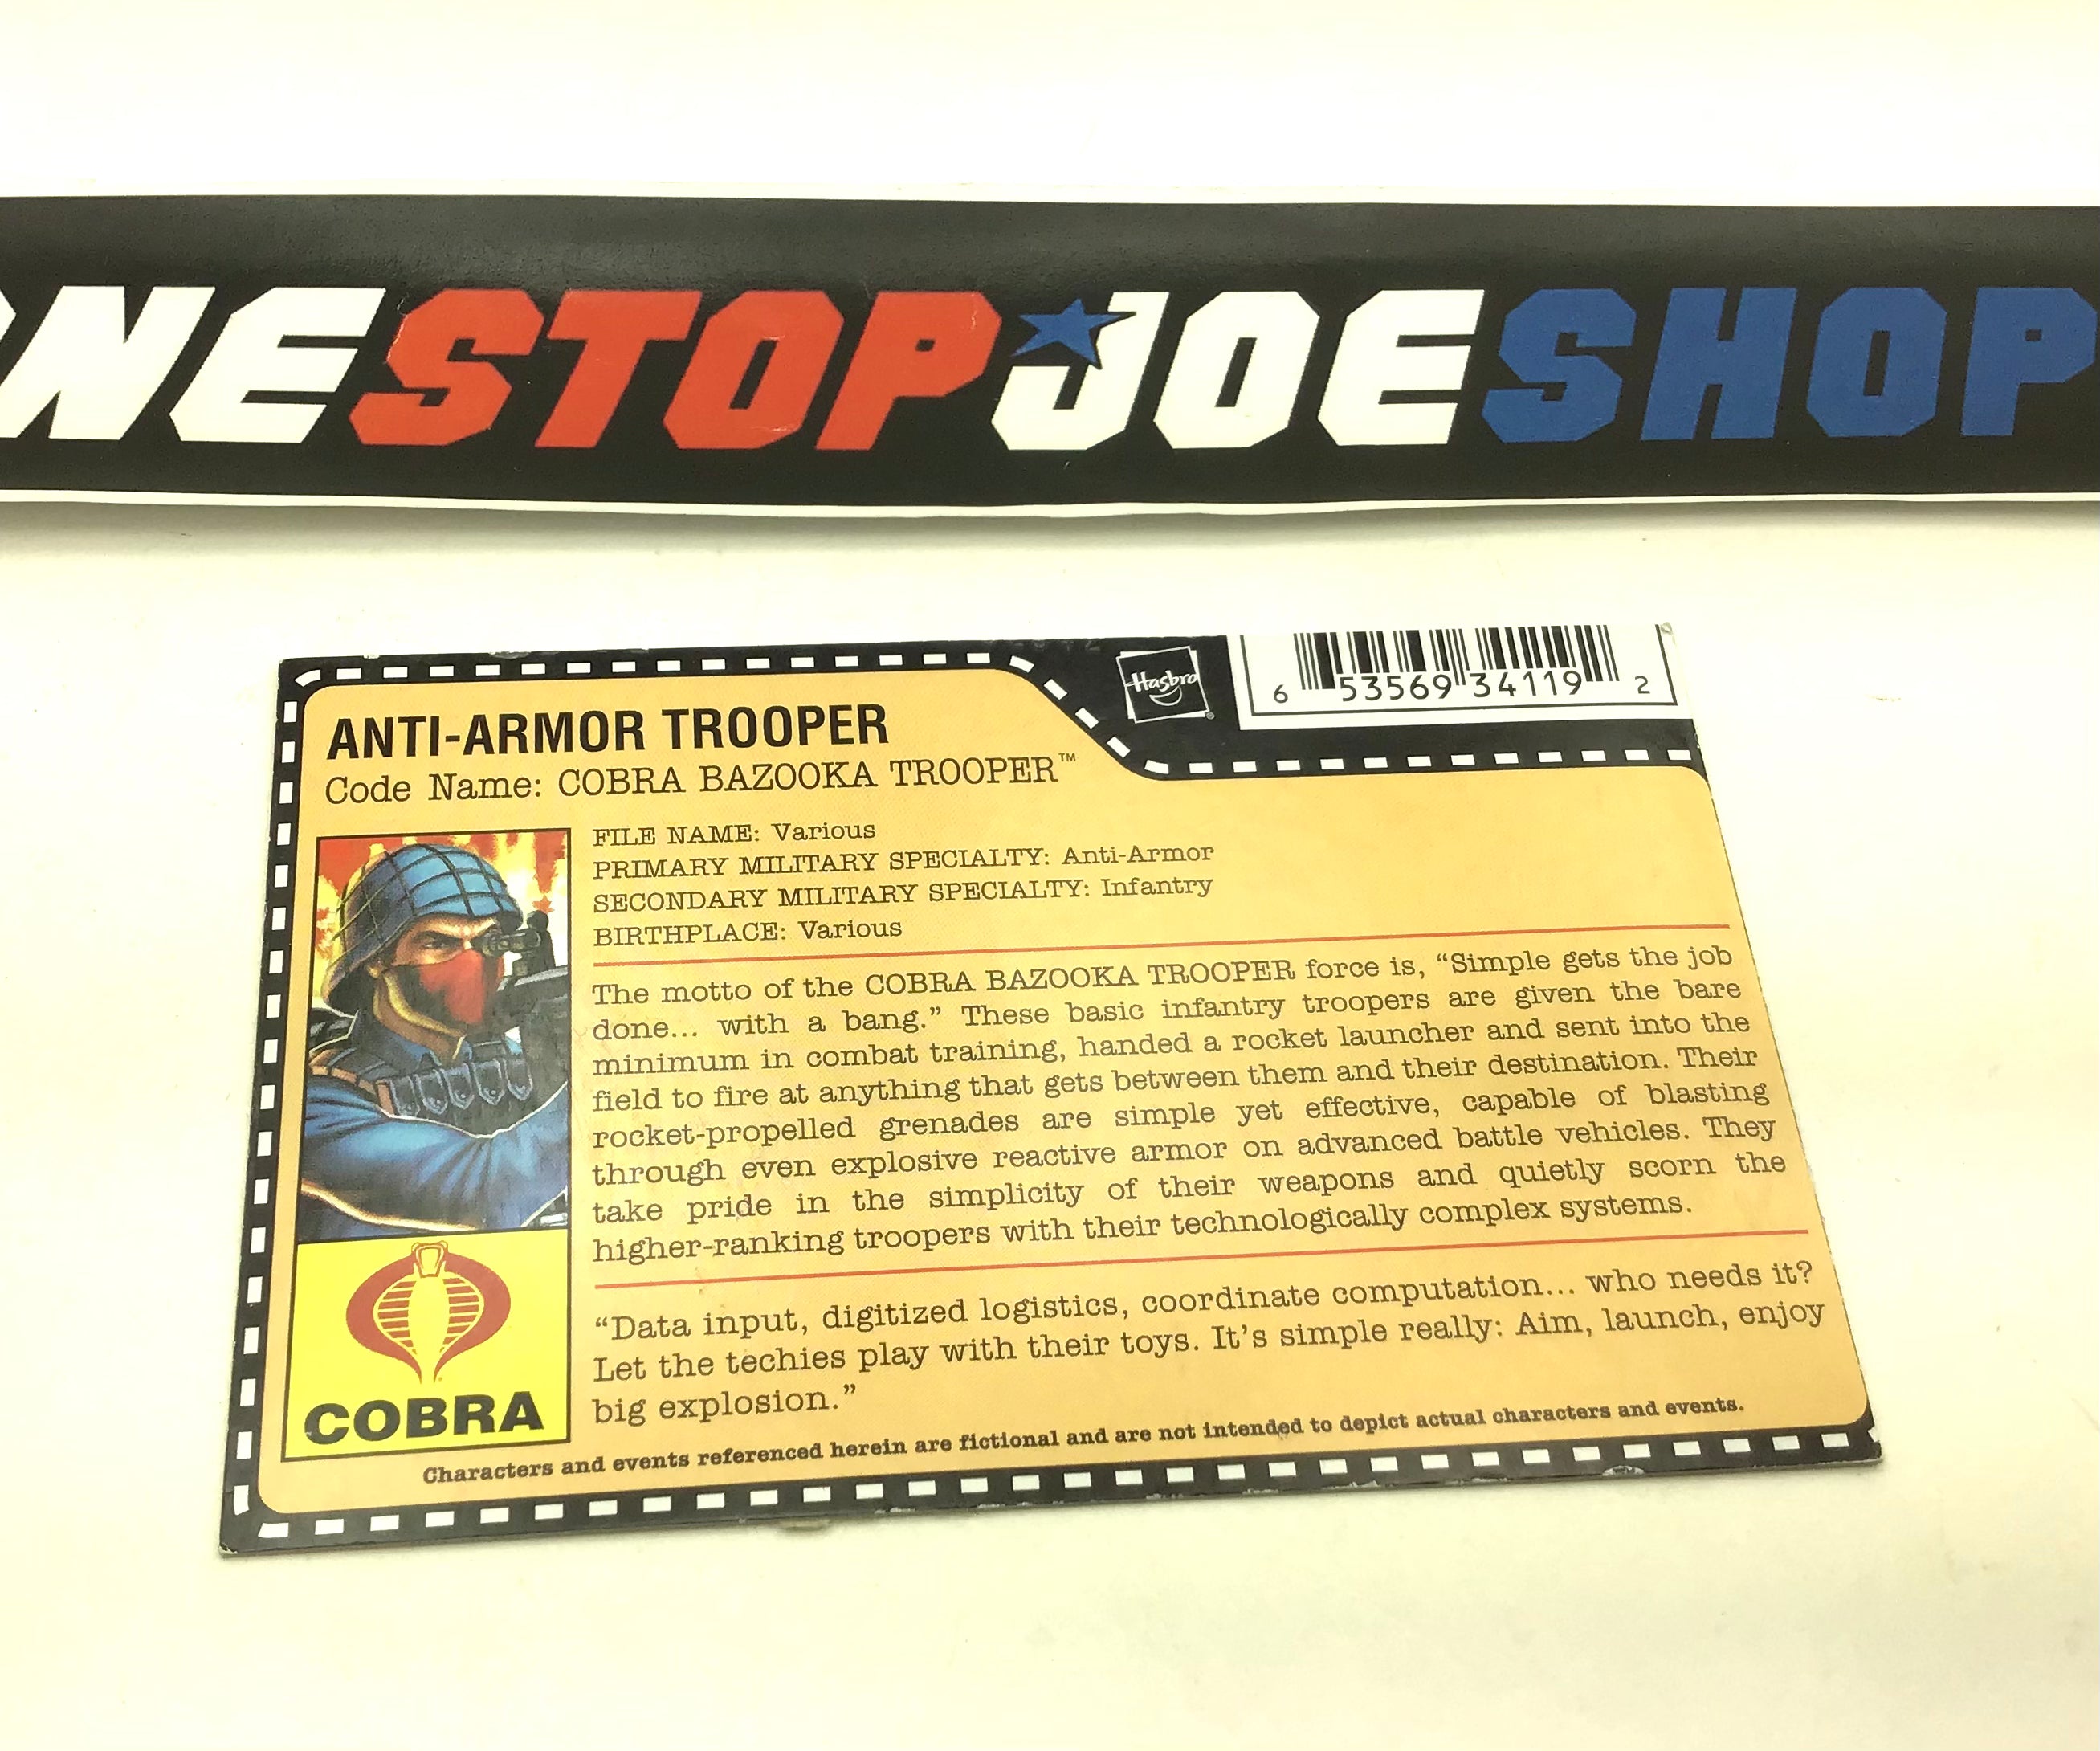 NESTOPJOESHOP
Hasbro
6 53569 34119 2
ANTI-ARMOR TROOPER
Code Name: COBRA BAZOOKA TROOPER™
FILE NAME: Various
PRIMARY MILITARY SPECIALTY: Anti-Armor
SECONDARY MILITARY SPECIALTY: Infantry
BIRTHPLACE: Various
The motto of the COBRA BAZOOKA TROOPER force is, “Simple gets the job
done... with a bang.” These basic infantry troopers are given the bare
minimum in combat training, handed a rocket launcher and sent into the
field to fire at anything that gets between them and their destination. Their
rocket-propelled grenades are simple yet effective, capable of blasting
through even explosive reactive armor on advanced battle vehicles. They
take pride in the simplicity of their weapons and quietly scorn the
higher-ranking troopers with their technologically complex systems.
“Data input, digitized logistics, coordinate computation... who needs it?
Let the techies play with their toys. It’s simple really: Aim, launch, enjoy
big explosion.”
COBRA
Characters and events referenced herein are fictional and are not intended to depict actual characters and events.